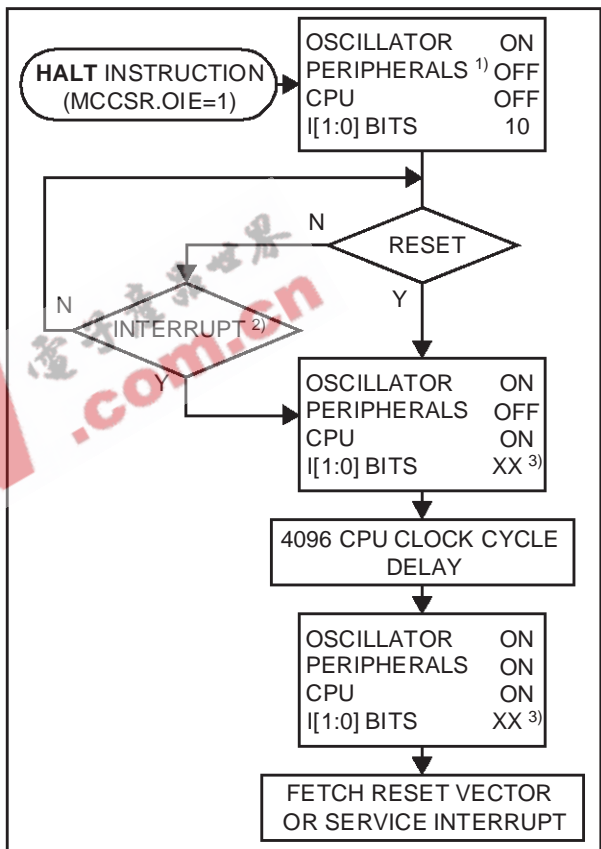 HALT INSTRUCTION
(MCCSR.OIE=1)
OSCILLATOR ON
PERIPHERALS 1) OFF
CPU OFF
I[1:0] BITS 10
N
RESET
Y
N
INTERRUPT 2)
Y
OSCILLATOR ON
PERIPHERALS OFF
CPU ON
I[1:0] BITS XX 3)
4096 CPU CLOCK CYCLE
DELAY
OSCILLATOR ON
PERIPHERALS ON
CPU ON
I[1:0] BITS XX 3)
FETCH RESET VECTOR
OR SERVICE INTERRUPT
.com.cn